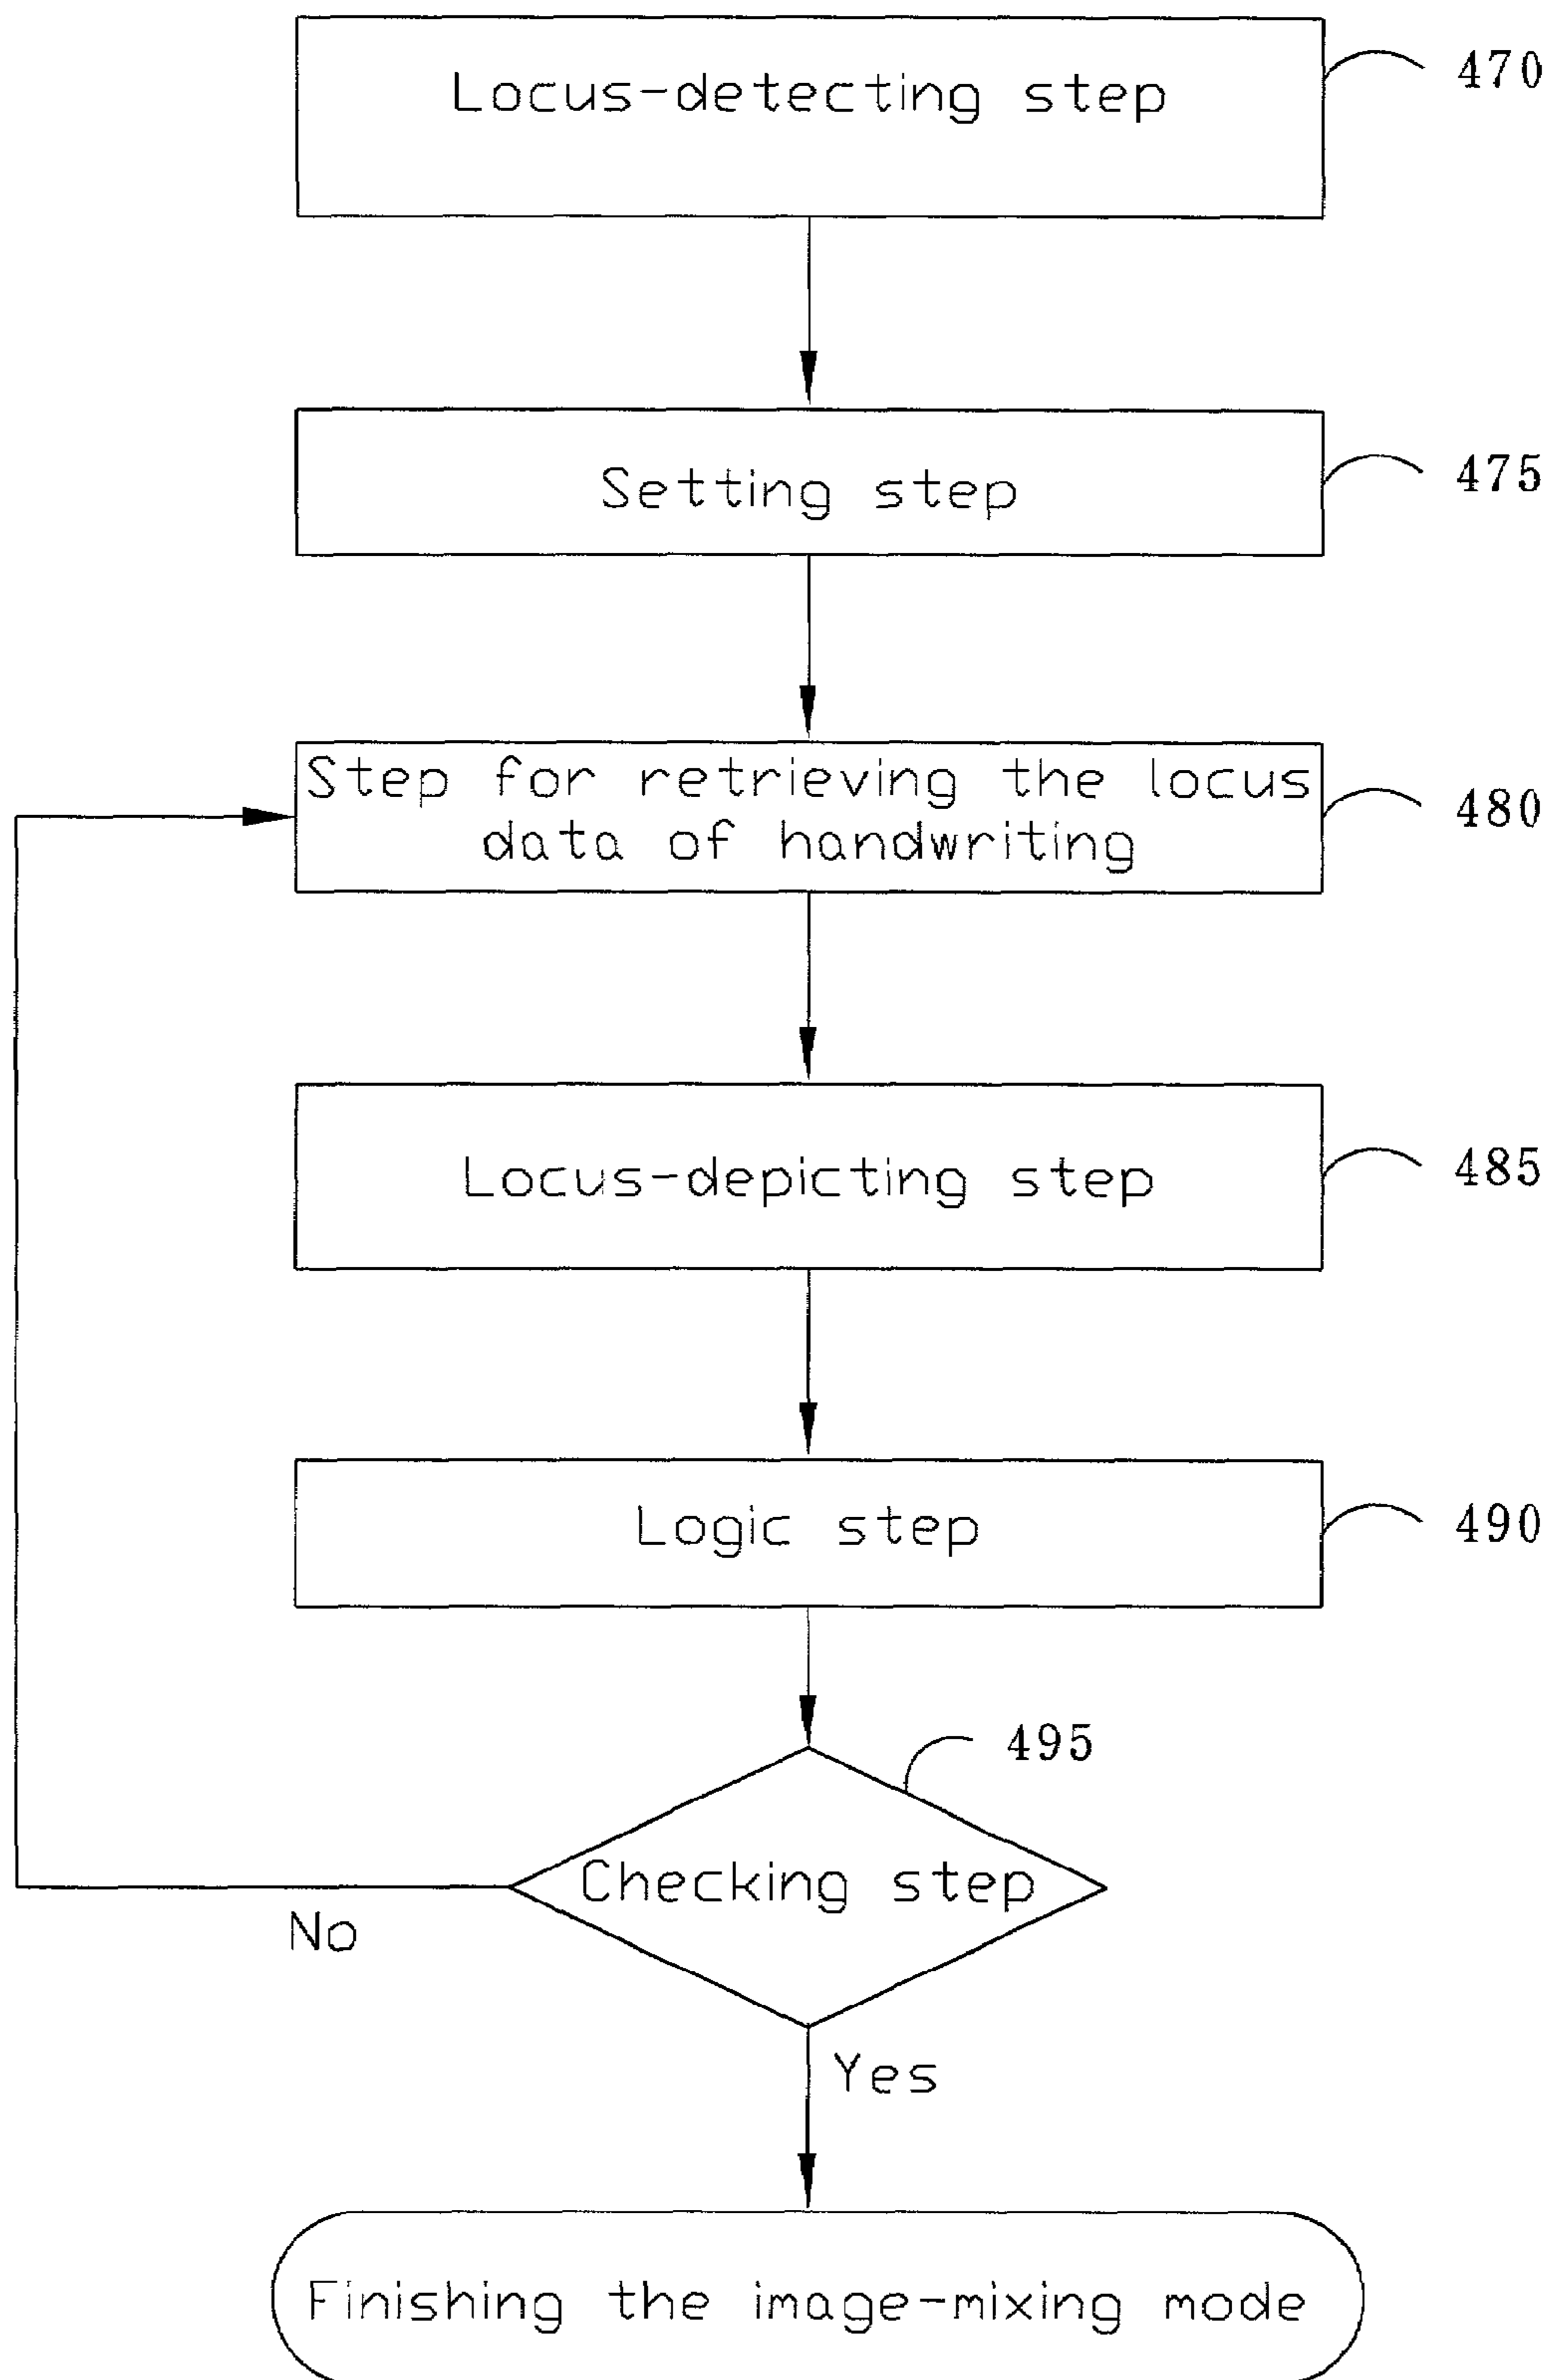 Locus-detecting step
470
Setting step
475
Step for retrieving the locus
data of handwriting
480
Locus-depicting step
485
Logic step
490
495
Checking step
No
Yes
Finishing the image-mixing mode